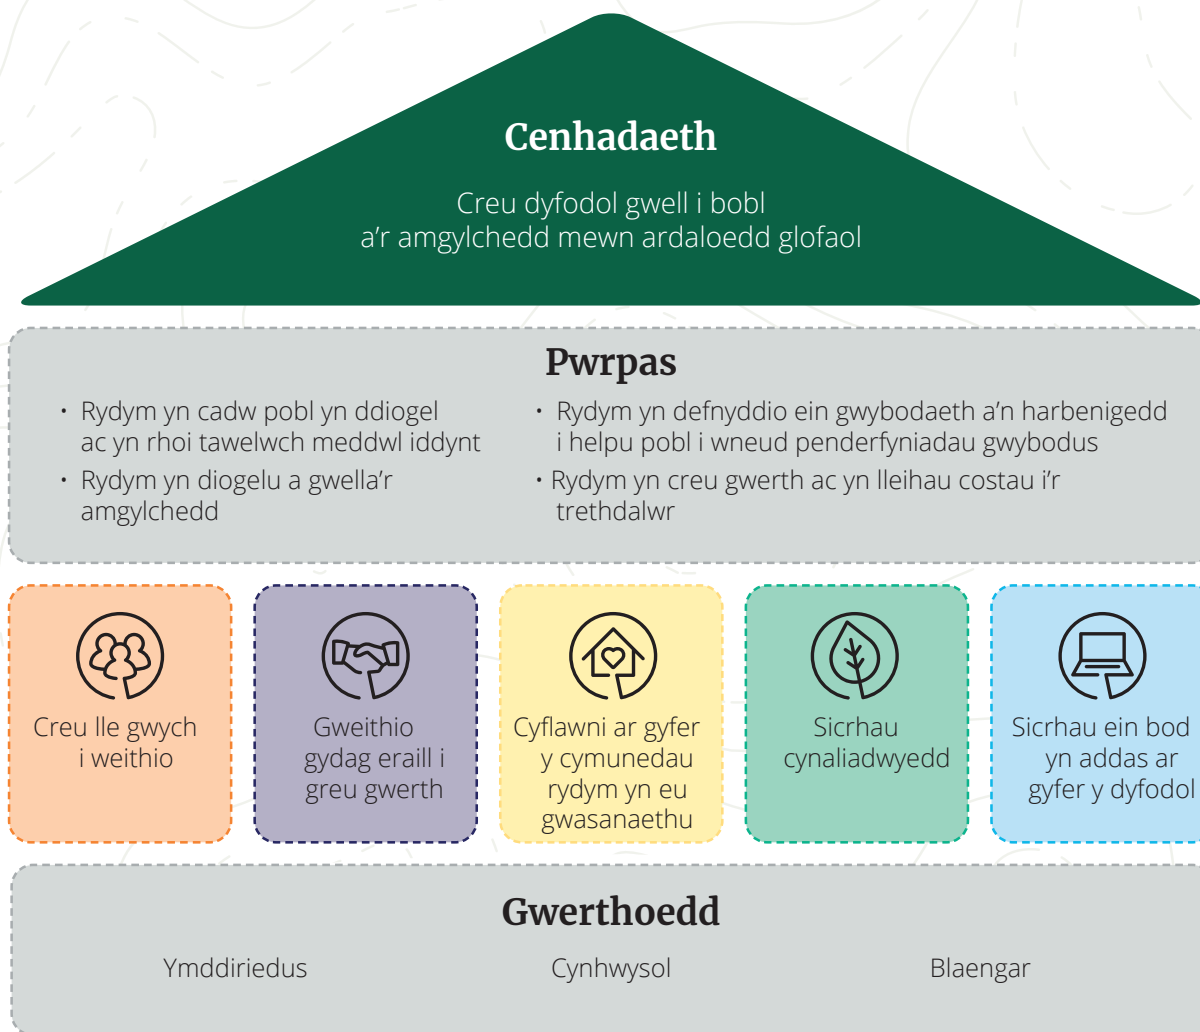 Cenhadaeth
Creu dyfodol gwell i bobl
a'r amgylchedd mewn ardaloedd glofaol
Pwrpas
• Rydym yn cadw pobl yn ddiogel
ac yn rhoi tawelwch meddwl iddynt
• Rydym yn diogelu a gwella'r
amgylchedd
• Rydym yn defnyddio ein gwybodaeth a'n harbenigedd
i helpu pobl i wneud penderfyniadau gwybodus
• Rydym yn creu gwerth ac yn lleihau costau i'r
trethdalwr
Creu lle gwych
i weithio
Gweithio
gydag eraill i
greu gwerth
Cyflawni ar gyfer
y cymunedau
rydym yn eu
gwasanaethu
Sicrhau
cynaliadwyedd
Sicrhau ein bod
yn addas ar
gyfer y dyfodol
Gwerthoedd
Ymddiriedus
Cynhwysol
Blaengar